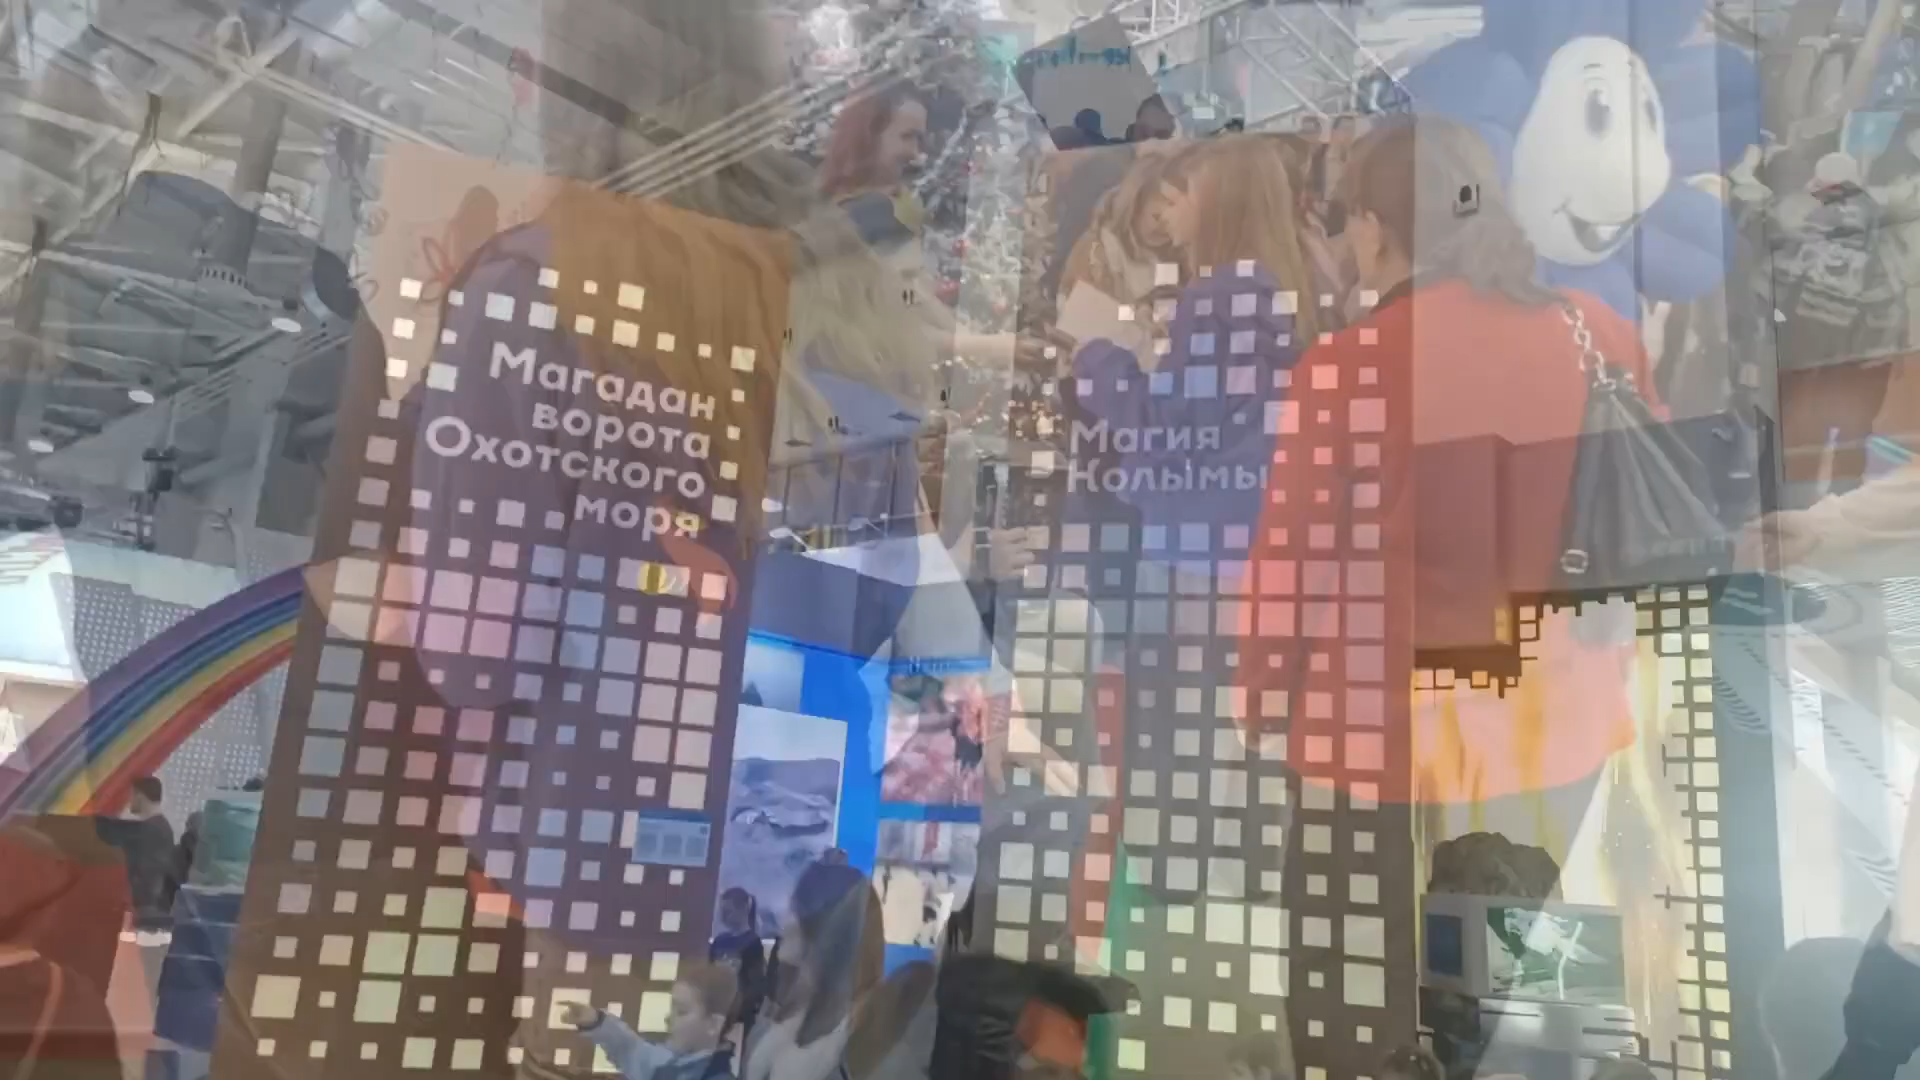 Магадан
ворота
Охотского
моря
Магия
Колымы